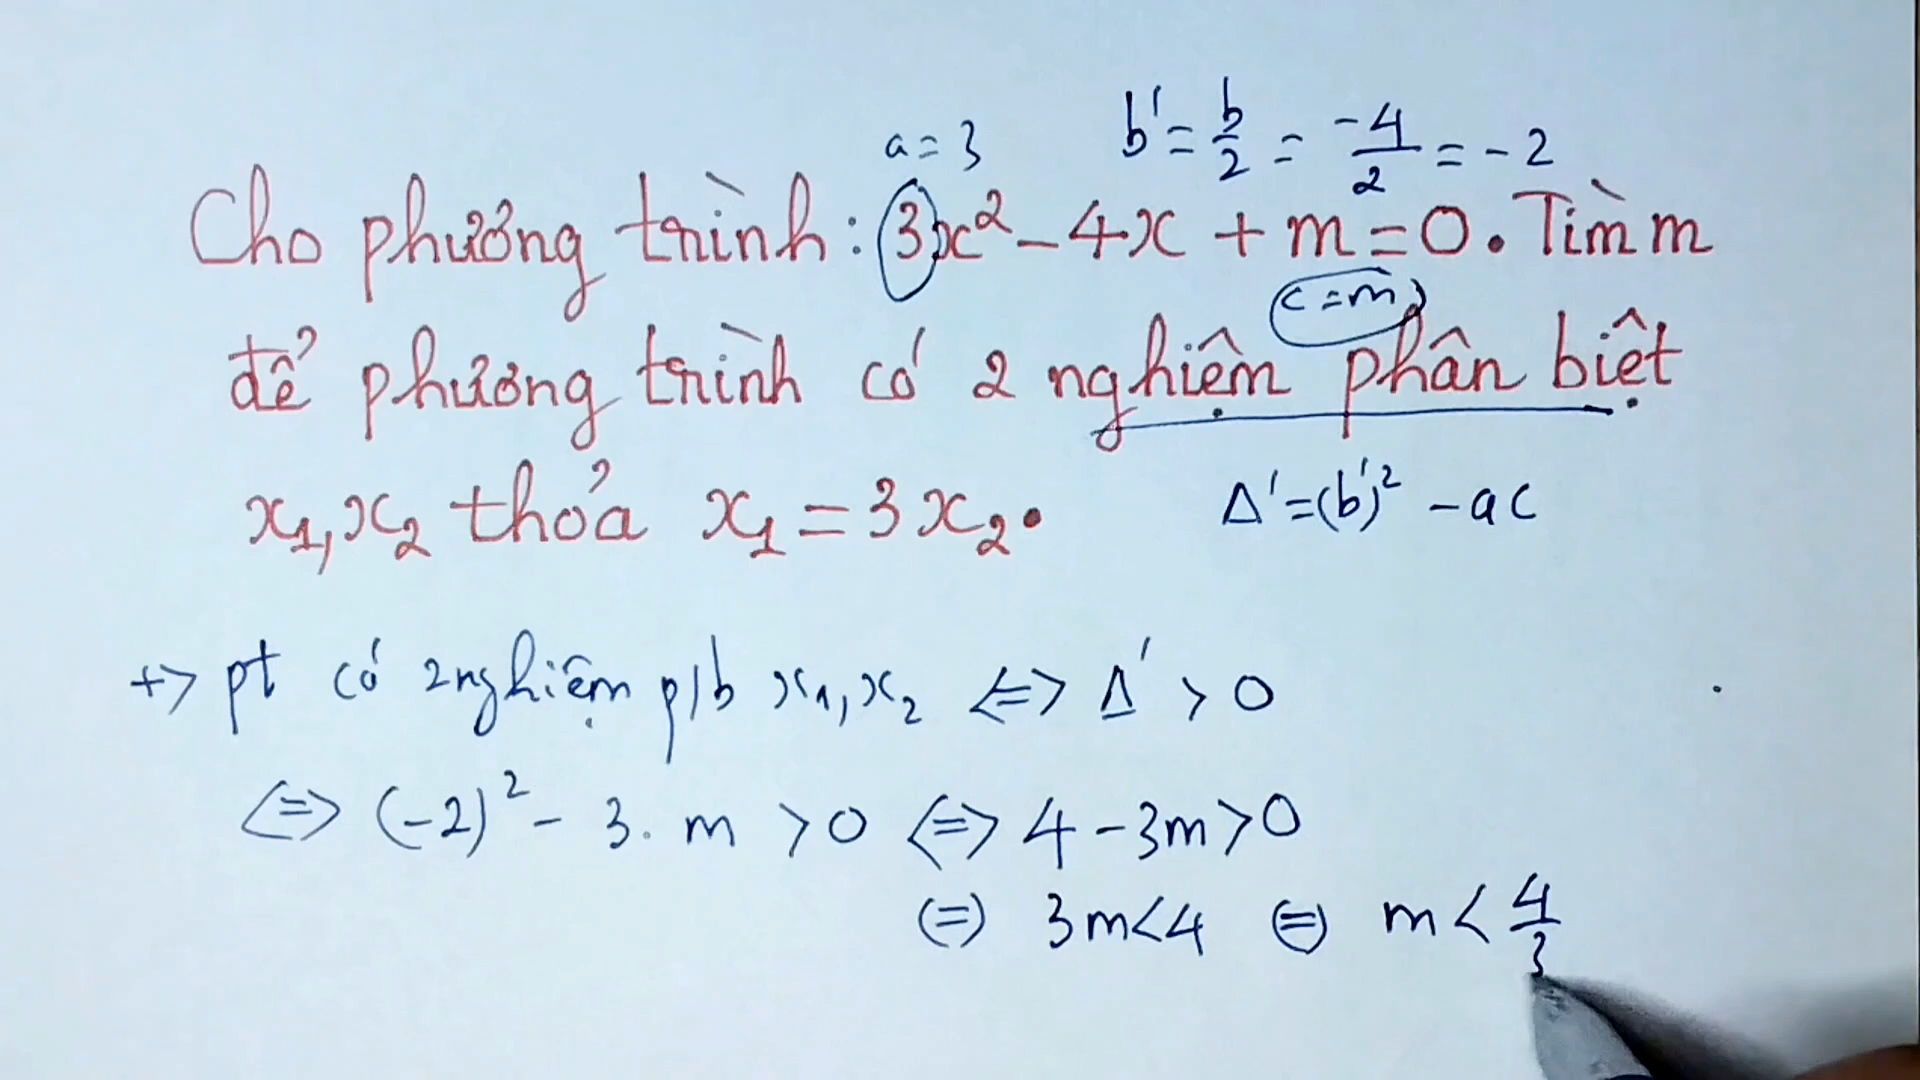 a = 3 b' = b/2 = -4/2 = -2
Cho phương trình: 3x² - 4x + m = 0. Tìm m
c = m
để phương trình có 2 nghiệm phân biệt
x₁, x₂ thỏa x₁ = 3x₂.
Δ' = (b')² - ac
+> pt có 2 nghiệm p/b x₁, x₂ <=> Δ' > 0
<=> (-2)² - 3. m > 0 <=> 4 - 3m > 0
(=) 3m < 4 (=) m < 4/3